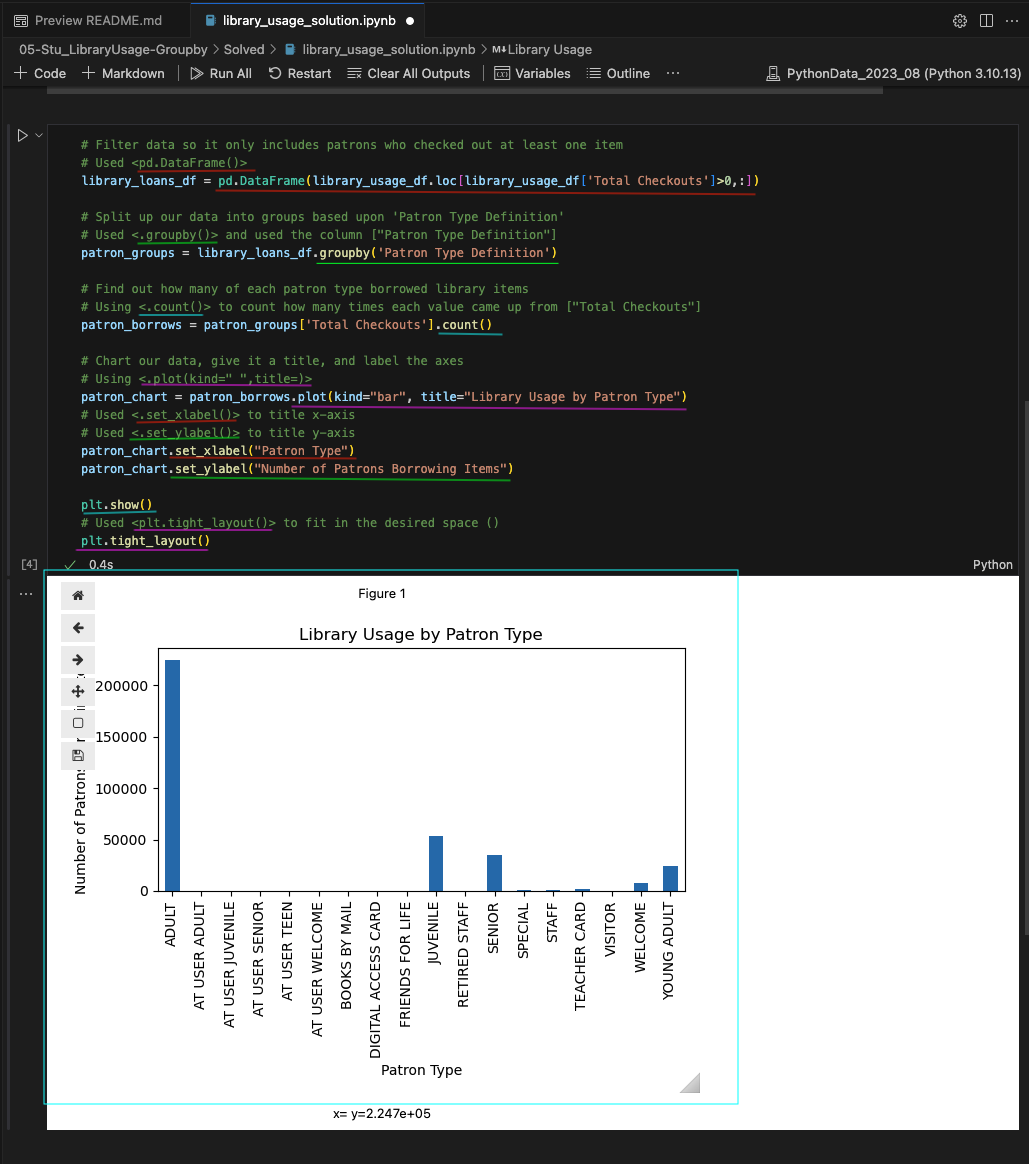 Preview README.md
library_usage_solution.ipynb
05-Stu_LibraryUsage-Groupby > Solved > library_usage_solution.ipynb > M↓Library Usage
+ Code + Markdown Run All Restart Clear All Outputs Variables Outline ... PythonData_2023_08 (Python 3.10.13)
# Filter data so it only includes patrons who checked out at least one item
# Used <pd.DataFrame()>
library_loans_df = pd.DataFrame(library_usage_df.loc[library_usage_df['Total Checkouts']>0,:])
# Split up our data into groups based upon 'Patron Type Definition'
# Used <.groupby()> and used the column ["Patron Type Definition"]
patron_groups = library_loans_df.groupby('Patron Type Definition')
# Find out how many of each patron type borrowed library items
# Using <.count()> to count how many times each value came up from ["Total Checkouts"]
patron_borrows = patron_groups['Total Checkouts'].count()
# Chart our data, give it a title, and label the axes
# Using <.plot(kind=" ",title=)>
patron_chart = patron_borrows.plot(kind="bar", title="Library Usage by Patron Type")
# Used <.set_xlabel()> to title x-axis
# Used <.set_ylabel()> to title y-axis
patron_chart.set_xlabel("Patron Type")
patron_chart.set_ylabel("Number of Patrons Borrowing Items")
plt.show()
# Used <plt.tight_layout()> to fit in the desired space ()
plt.tight_layout()
[4] 0.4s Python
...
Figure 1
Library Usage by Patron Type
200000
150000
100000
50000
0
Number of Patrons
ADULT
AT USER ADULT
AT USER JUVENILE
AT USER SENIOR
AT USER TEEN
AT USER WELCOME
BOOKS BY MAIL
DIGITAL ACCESS CARD
FRIENDS FOR LIFE
JUVENILE
RETIRED STAFF
SENIOR
SPECIAL
STAFF
TEACHER CARD
VISITOR
WELCOME
YOUNG ADULT
Patron Type
x= y=2.247e+05